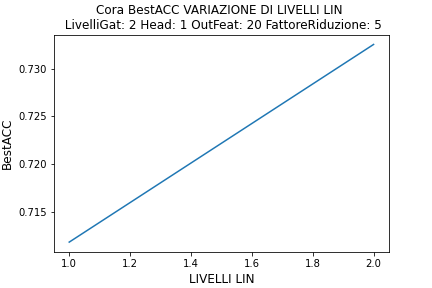 Cora BestACC VARIAZIONE DI LIVELLI LIN
LivelliGat: 2 Head: 1 OutFeat: 20 FattoreRiduzione: 5
0.730
0.725
0.720
0.715
BestACC
1.0 1.2 1.4 1.6 1.8 2.0
LIVELLI LIN